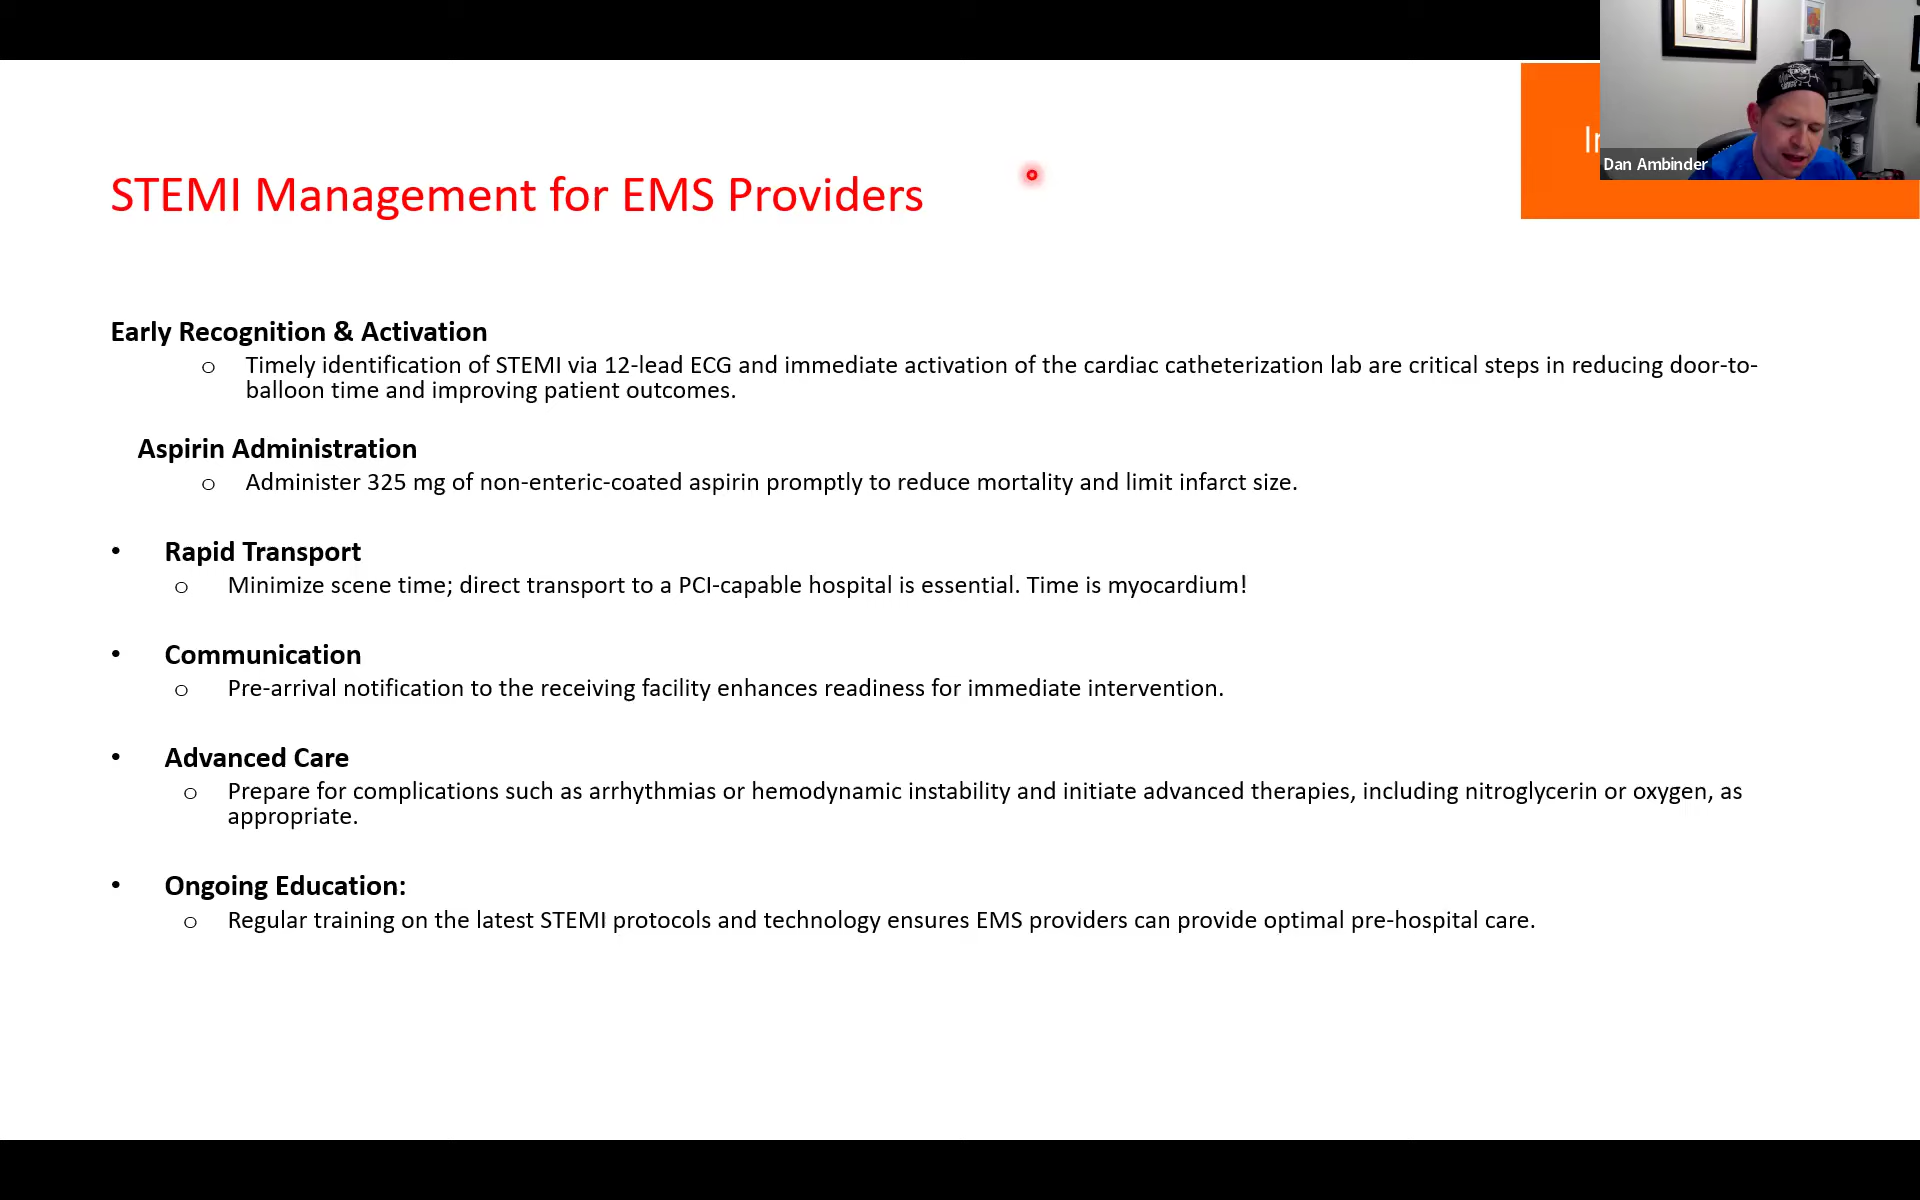 In
Dan Ambinder
STEMI Management for EMS Providers
Early Recognition & Activation
o Timely identification of STEMI via 12-lead ECG and immediate activation of the cardiac catheterization lab are critical steps in reducing door-to-
balloon time and improving patient outcomes.
Aspirin Administration
o Administer 325 mg of non-enteric-coated aspirin promptly to reduce mortality and limit infarct size.
• Rapid Transport
o Minimize scene time; direct transport to a PCI-capable hospital is essential. Time is myocardium!
• Communication
o Pre-arrival notification to the receiving facility enhances readiness for immediate intervention.
• Advanced Care
o Prepare for complications such as arrhythmias or hemodynamic instability and initiate advanced therapies, including nitroglycerin or oxygen, as
appropriate.
• Ongoing Education:
o Regular training on the latest STEMI protocols and technology ensures EMS providers can provide optimal pre-hospital care.